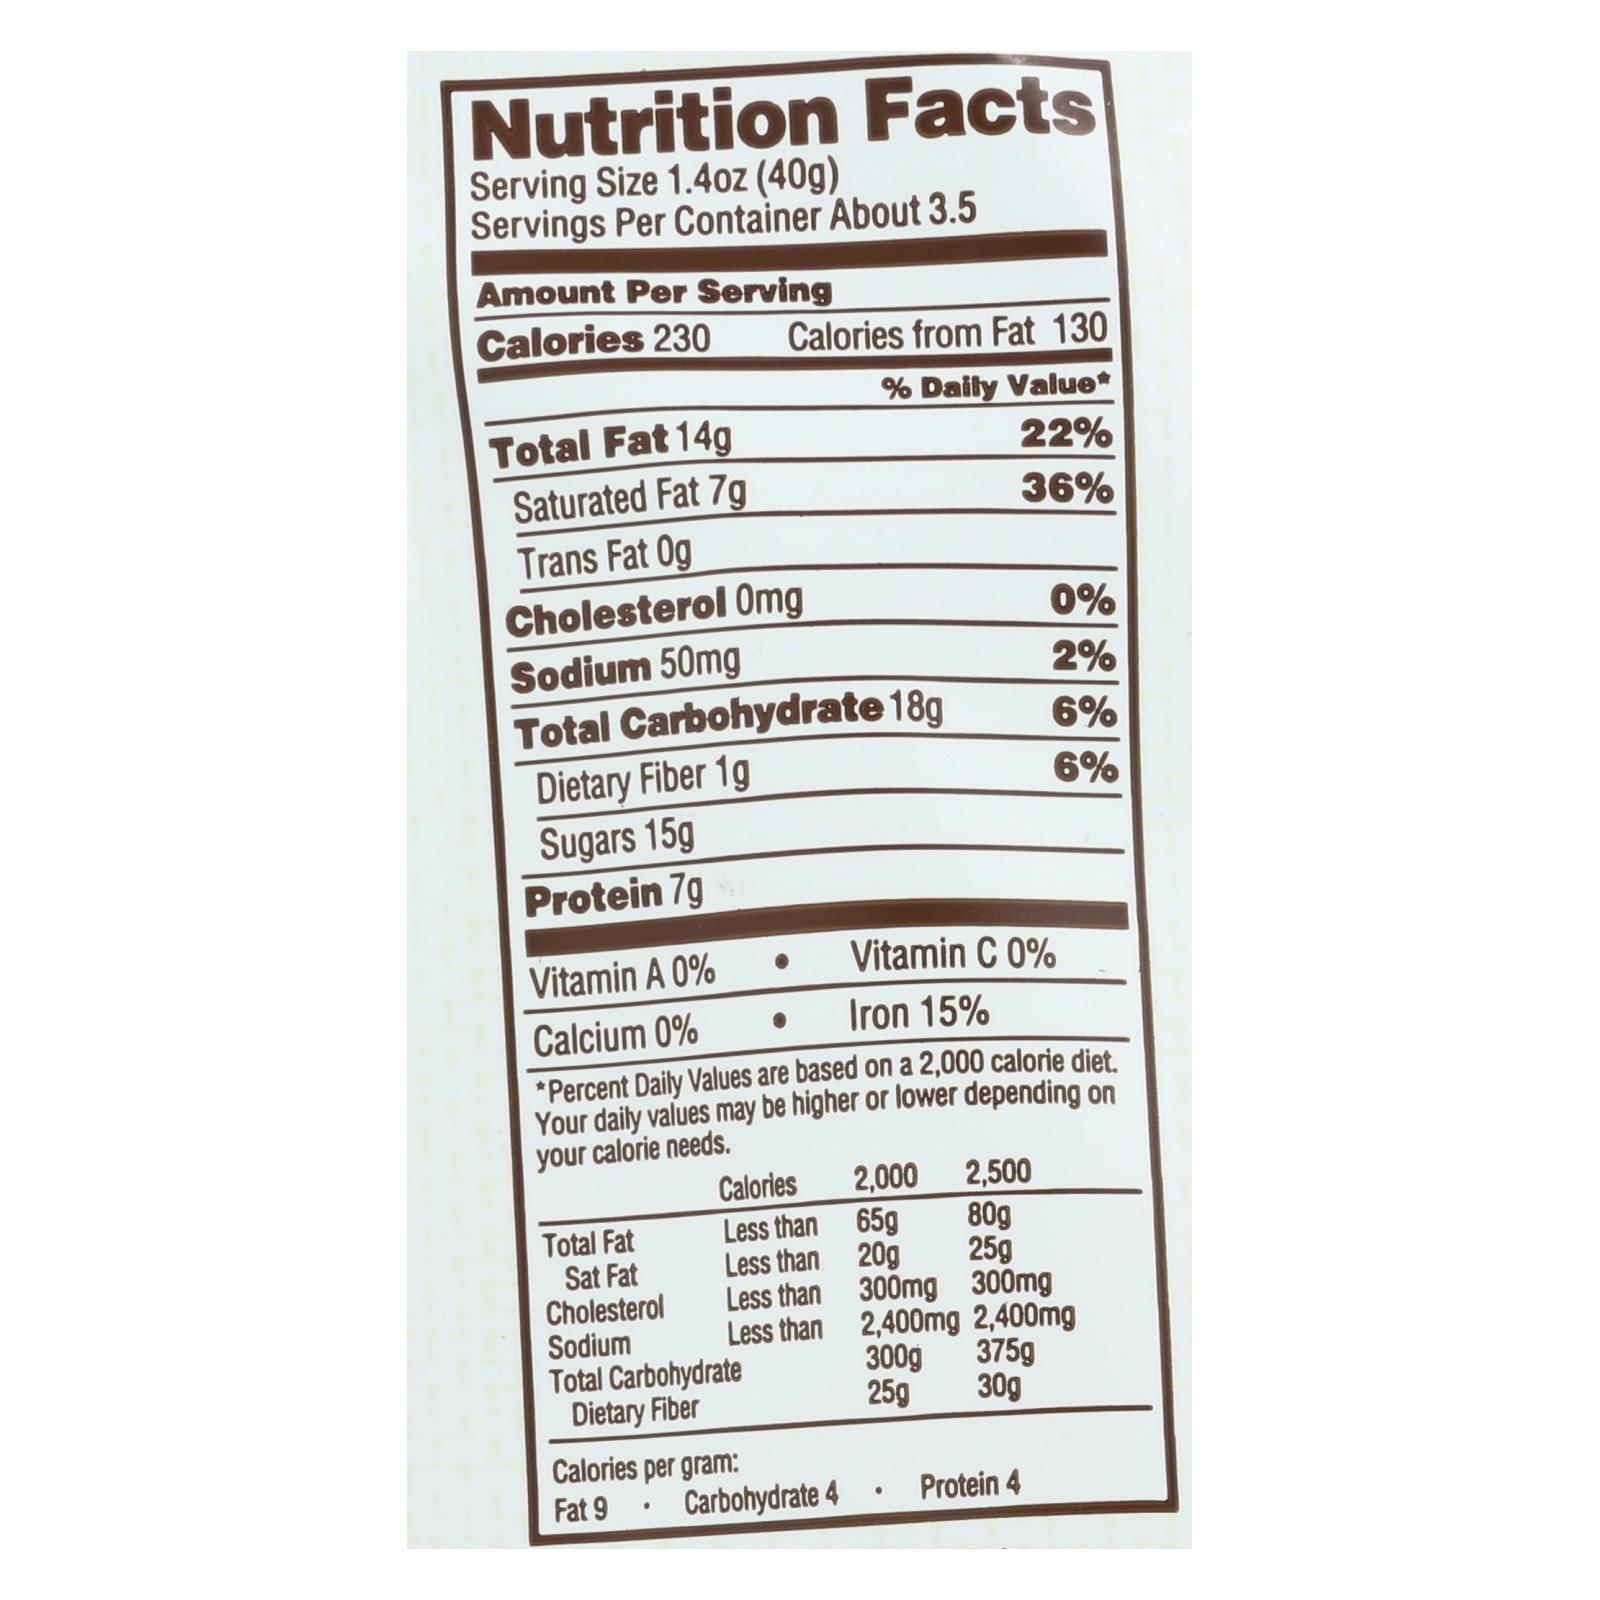 Nutrition Facts
Serving Size 1.4oz (40g)
Servings Per Container About 3.5
Amount Per Serving
Calories 230 Calories from Fat 130
% Daily Value*
Total Fat 14g 22%
Saturated Fat 7g 36%
Trans Fat 0g
Cholesterol 0mg 0%
Sodium 50mg 2%
Total Carbohydrate 18g 6%
Dietary Fiber 1g 6%
Sugars 15g
Protein 7g
Vitamin A 0% • Vitamin C 0%
Calcium 0% • Iron 15%
*Percent Daily Values are based on a 2,000 calorie diet.
Your daily values may be higher or lower depending on
your calorie needs.
Calories 2,000 2,500
Total Fat Less than 65g 80g
Sat Fat Less than 20g 25g
Cholesterol Less than 300mg 300mg
Sodium Less than 2,400mg 2,400mg
Total Carbohydrate 300g 375g
Dietary Fiber 25g 30g
Calories per gram:
Fat 9 • Carbohydrate 4 • Protein 4